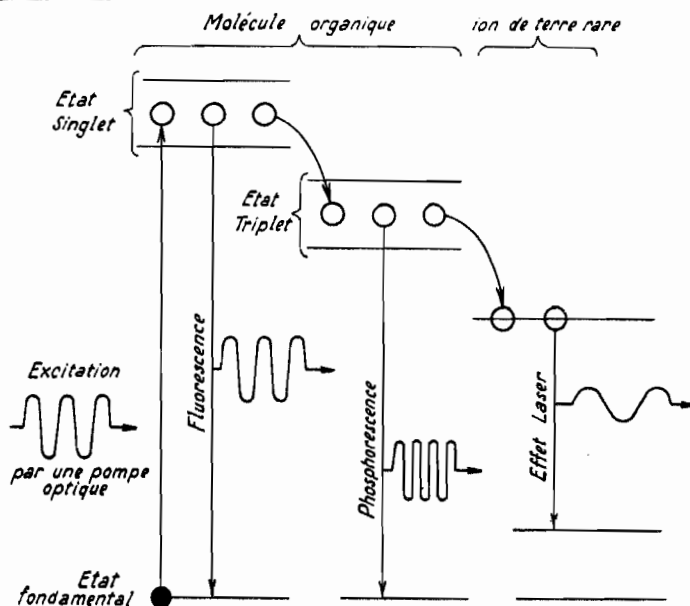 Molécule organique
ion de terre rare
Etat
Singlet
Etat
Triplet
Fluorescence
Excitation
par une pompe
optique
Phosphorescence
Effet Laser
Etat
fondamental